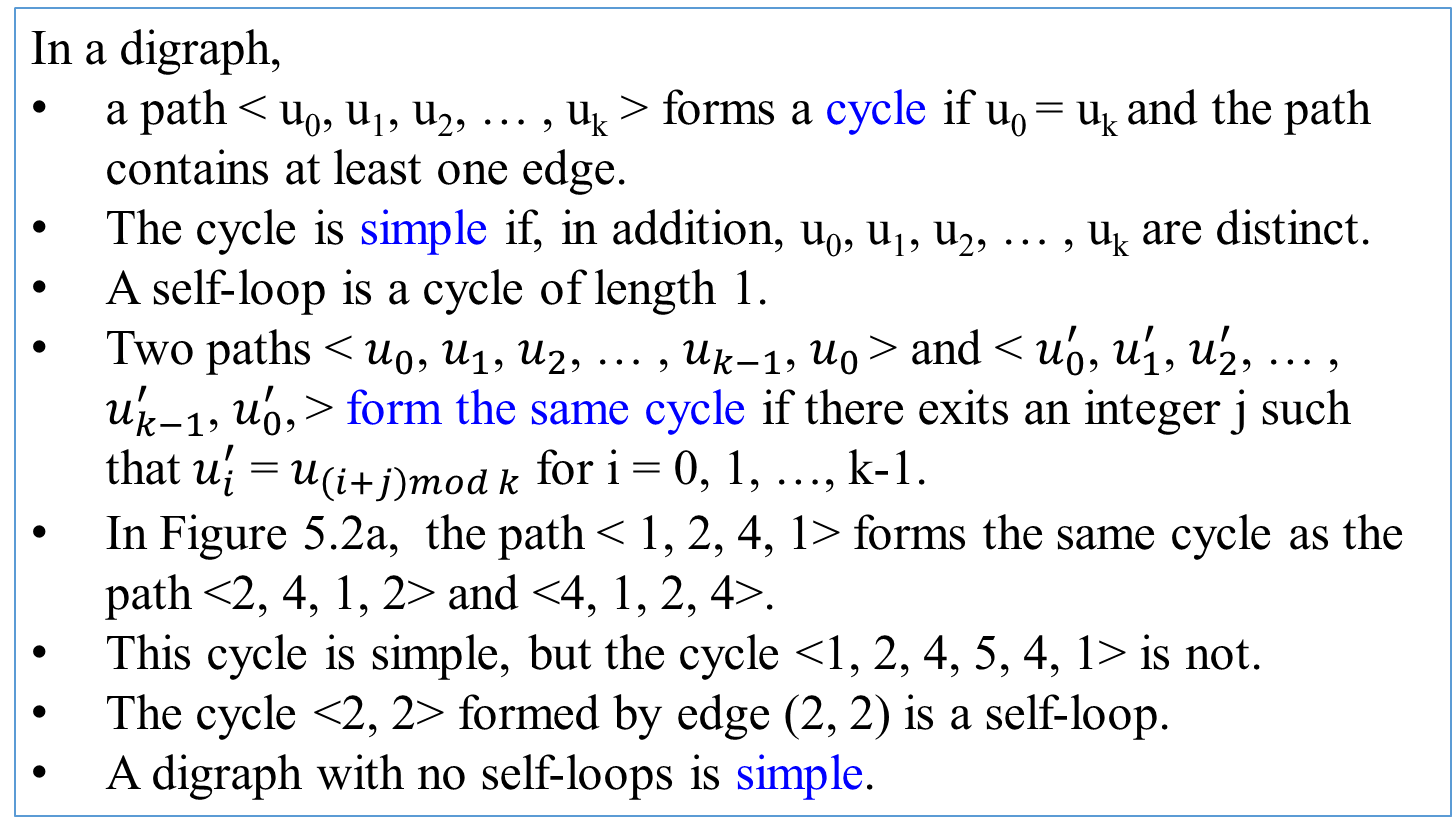 In a digraph,
• a path < u₀, u₁, u₂, … , uₖ > forms a cycle if u₀ = uₖ and the path
contains at least one edge.
• The cycle is simple if, in addition, u₀, u₁, u₂, … , uₖ are distinct.
• A self-loop is a cycle of length 1.
• Two paths < 𝑢₀, 𝑢₁, 𝑢₂, … , 𝑢ₖ₋₁, 𝑢₀ > and < 𝑢′₀, 𝑢′₁, 𝑢′₂, … ,
𝑢′ₖ₋₁, 𝑢′₀, > form the same cycle if there exits an integer j such
that 𝑢′ᵢ = 𝑢₍ᵢ₊ⱼ₎ₘₒ𝑑 ₖ for i = 0, 1, …, k-1.
• In Figure 5.2a, the path < 1, 2, 4, 1> forms the same cycle as the
path <2, 4, 1, 2> and <4, 1, 2, 4>.
• This cycle is simple, but the cycle <1, 2, 4, 5, 4, 1> is not.
• The cycle <2, 2> formed by edge (2, 2) is a self-loop.
• A digraph with no self-loops is simple.